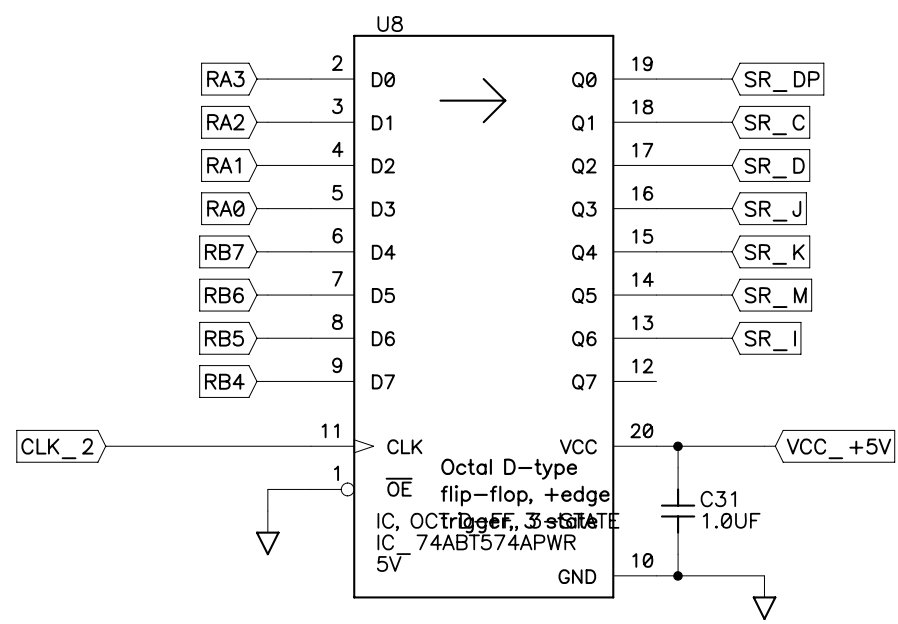 U8
RA3 2 D0 Q0 19 SR_DP
RA2 3 D1 Q1 18 SR_C
RA1 4 D2 Q2 17 SR_D
RA0 5 D3 Q3 16 SR_J
RB7 6 D4 Q4 15 SR_K
RB6 7 D5 Q5 14 SR_M
RB5 8 D6 Q6 13 SR_I
RB4 9 D7 Q7 12
CLK_2 11 CLK VCC 20 VCC_+5V
1 OE
Octal D-type
flip-flop, +edge
trigger, 3-state
IC, OCT D-FF, 3-STATE
IC_74ABT574APWR
5V
C31
1.0UF
GND 10